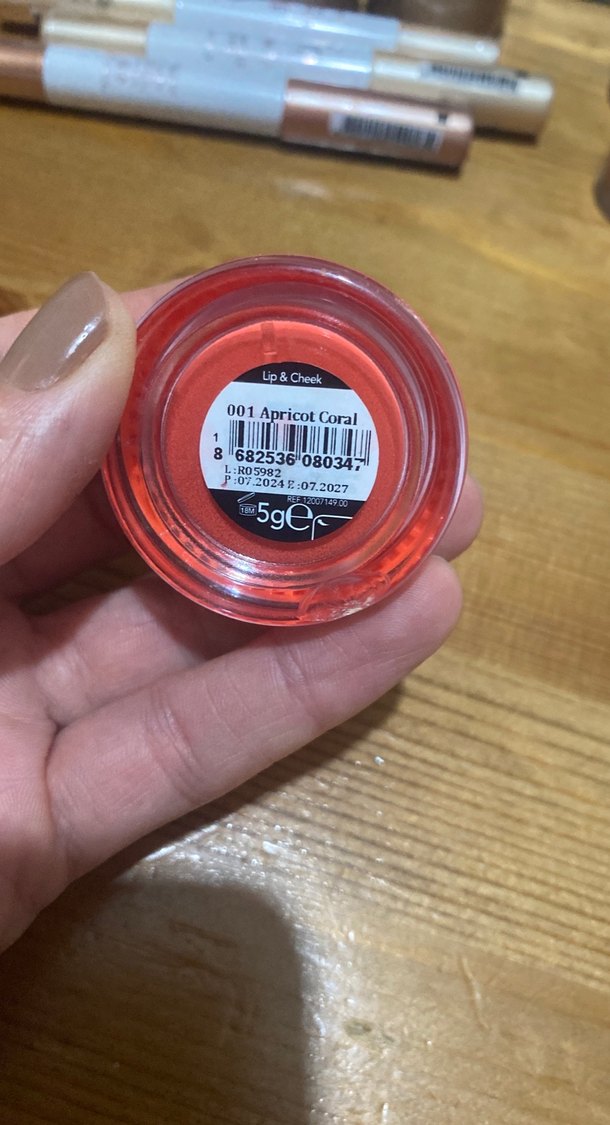 Lip & Cheek
001 Apricot Coral
1
8 682536 080347
L:R05982
P:07.2024 E:07.2027
REF 12007149.00
18M 5g e